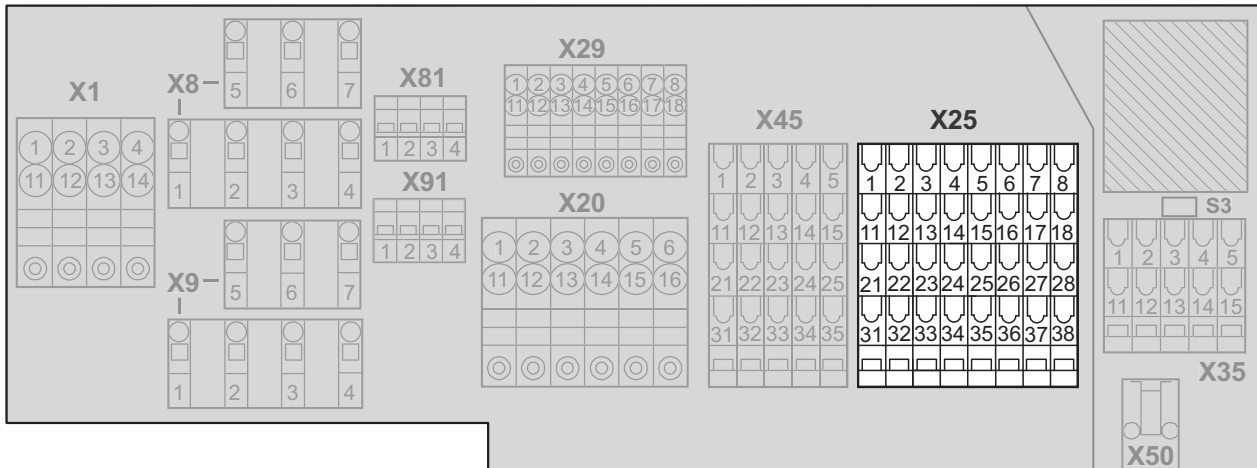 X1
1 2 3 4
11 12 13 14
X8
5 6 7
1 2 3 4
X9
5 6 7
1 2 3 4
X81
1 2 3 4
X91
1 2 3 4
X29
1 2 3 4 5 6 7 8
11 12 13 14 15 16 17 18
X20
1 2 3 4 5 6
11 12 13 14 15 16
X45
1 2 3 4 5
11 12 13 14 15
21 22 23 24 25
31 32 33 34 35
X25
1 2 3 4 5 6 7 8
11 12 13 14 15 16 17 18
21 22 23 24 25 26 27 28
31 32 33 34 35 36 37 38
S3
1 2 3 4 5
11 12 13 14 15
X35
X50